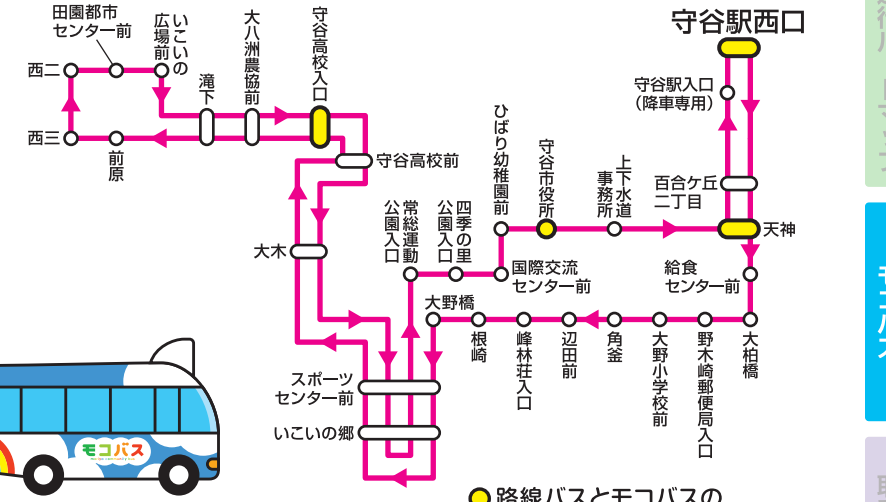 田園都市
センター前
いこいの
広場前
大八洲農協前
守谷高校入口
守谷駅西口
西二
滝下
守谷駅入口
（降車専用）
ひばり幼稚園前
守谷市役所
上下水道
事務所
西三
前原
守谷高校前
百合ケ丘
二丁目
天神
常総運動
公園入口
四季の里
公園入口
大木
国際交流
センター前
給食
センター前
大野橋
根崎
峰林荘入口
辺田前
角釜
大野小学校前
野木崎郵便局入口
大柏橋
スポーツ
センター前
いこいの郷
モコバス
モコバス
路線バスとモコバスの